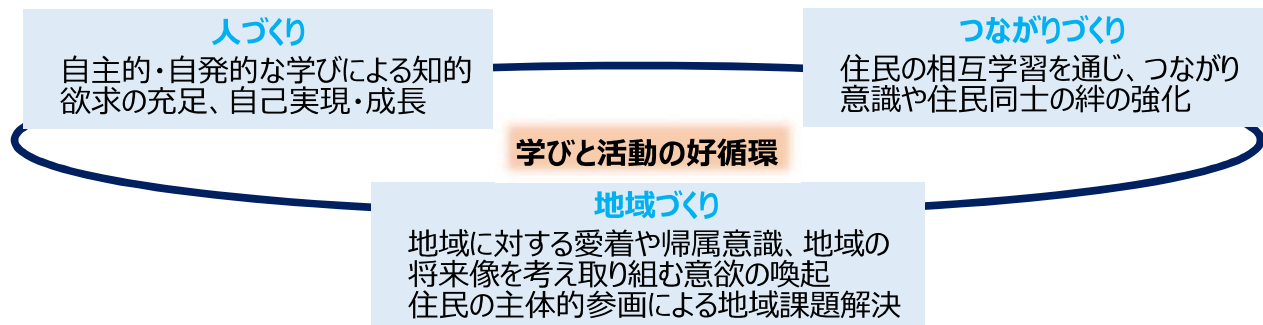 人づくり
自主的・自発的な学びによる知的
欲求の充足、自己実現・成長
つながりづくり
住民の相互学習を通じ、つながり
意識や住民同士の絆の強化
学びと活動の好循環
地域づくり
地域に対する愛着や帰属意識、地域の
将来像を考え取り組む意欲の喚起
住民の主体的参画による地域課題解決